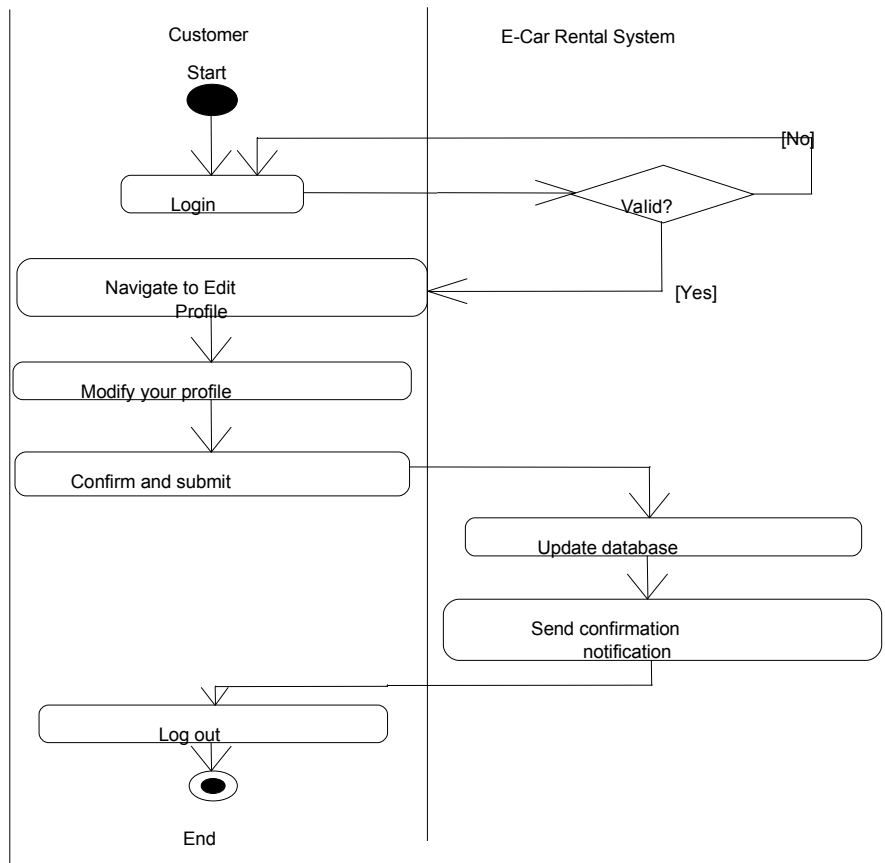 Customer
E-Car Rental System
Start
[No]
Login
Valid?
Navigate to Edit
Profile
[Yes]
Modify your profile
Confirm and submit
Update database
Send confirmation
notification
Log out
End